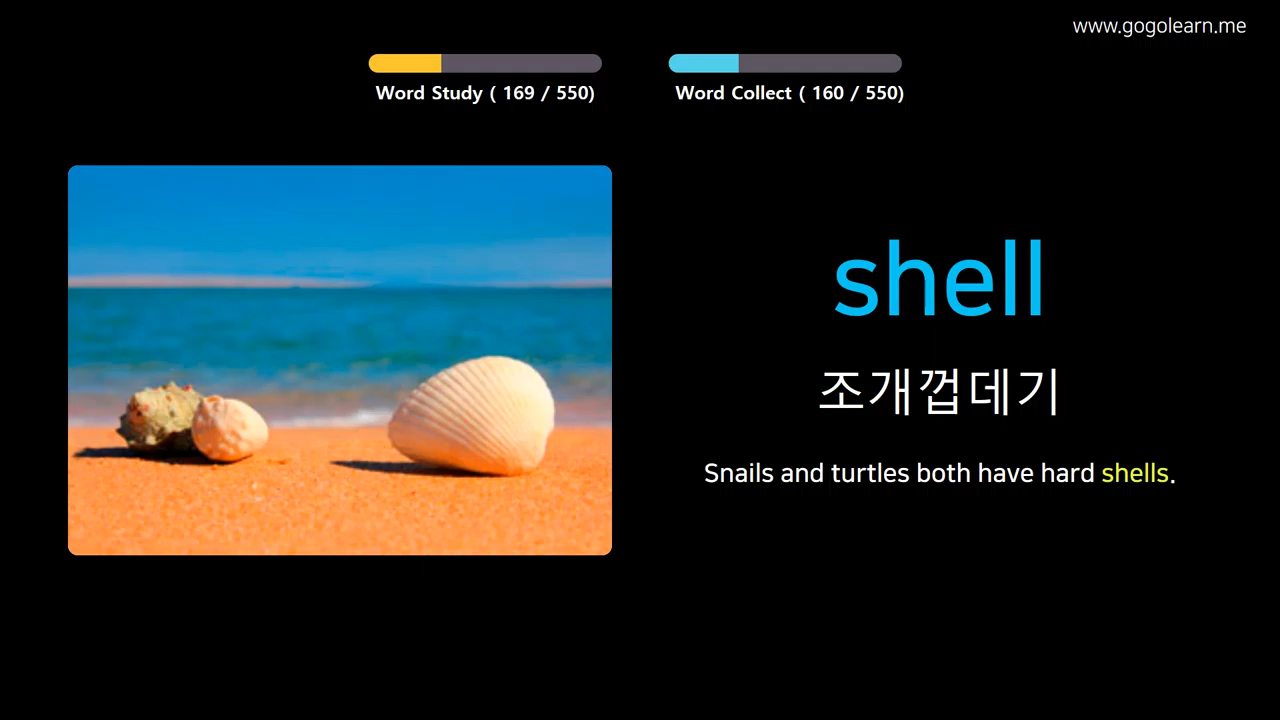 www.gogolearn.me
Word Study ( 169 / 550)
Word Collect ( 160 / 550)
shell
조개껍데기
Snails and turtles both have hard shells.